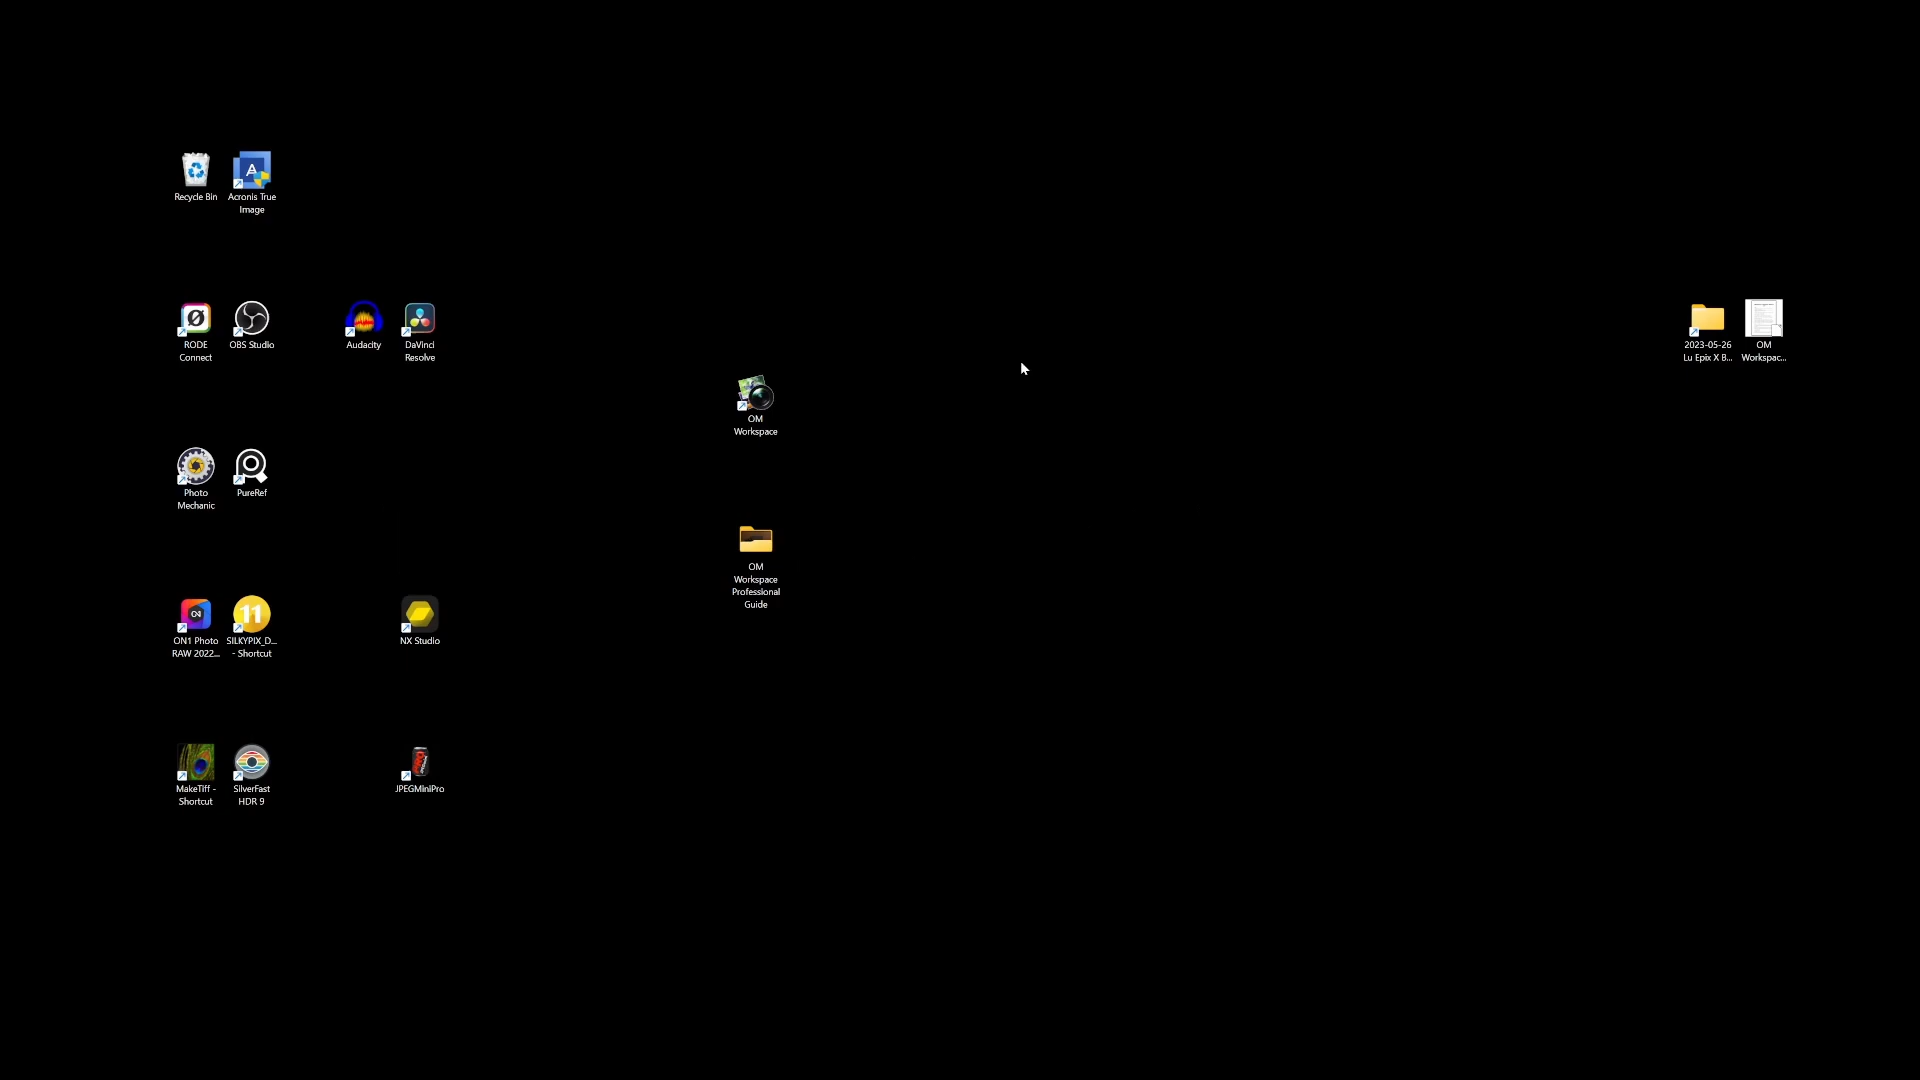 Recycle Bin
Acronis True
Image
RODE
Connect
OBS Studio
Audacity
DaVinci
Resolve
2023-05-26
Lu Epix X B...
OM
Workspac...
OM
Workspace
Photo
Mechanic
PureRef
OM
Workspace
Professional
Guide
ON1 Photo
RAW 2022...
11
SILKYPIX_D...
- Shortcut
NX Studio
MakeTiff -
Shortcut
SilverFast
HDR 9
JPEGMiniPro